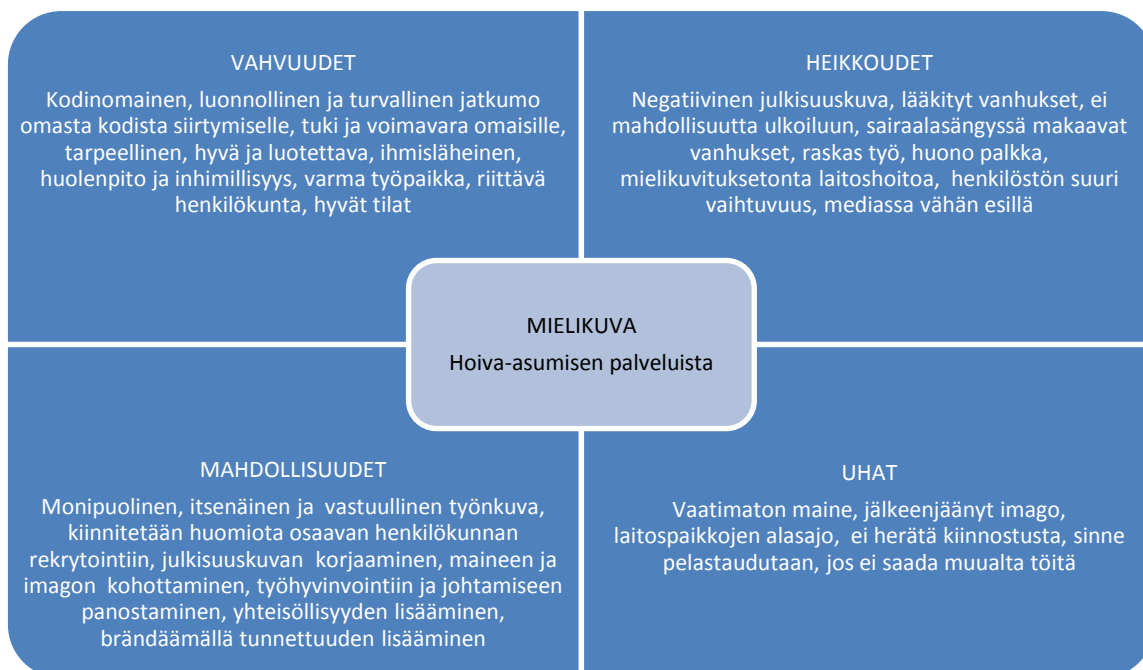 VAHVUUDET
Kodinomainen, luonnollinen ja turvallinen jatkumo
omasta kodista siirtymiselle, tuki ja voimavara omaisille,
tarpeellinen, hyvä ja luotettava, ihmisläheinen,
huolenpito ja inhimillisyys, varma työpaikka, riittävä
henkilökunta, hyvät tilat
HEIKKOUDET
Negatiivinen julkisuuskuva, lääkityt vanhukset, ei
mahdollisuutta ulkoiluun, sairaalasängyssä makaavat
vanhukset, raskas työ, huono palkka,
mielikuvituksetonta laitoshoitoa, henkilöstön suuri
vaihtuvuus, mediassa vähän esillä
MIELIKUVA
Hoiva-asumisen palveluista
MAHDOLLISUUDET
Monipuolinen, itsenäinen ja vastuullinen työnkuva,
kiinnitetään huomiota osaavan henkilökunnan
rekrytointiin, julkisuuskuvan korjaaminen, maineen ja
imagon kohottaminen, työhyvinvointiin ja johtamiseen
panostaminen, yhteisöllisyyden lisääminen,
brändäämällä tunnettuuden lisääminen
UHAT
Vaatimaton maine, jälkeenjäänyt imago,
laitospaikkojen alasajo, ei herätä kiinnostusta, sinne
pelastaudutaan, jos ei saada muualta töitä